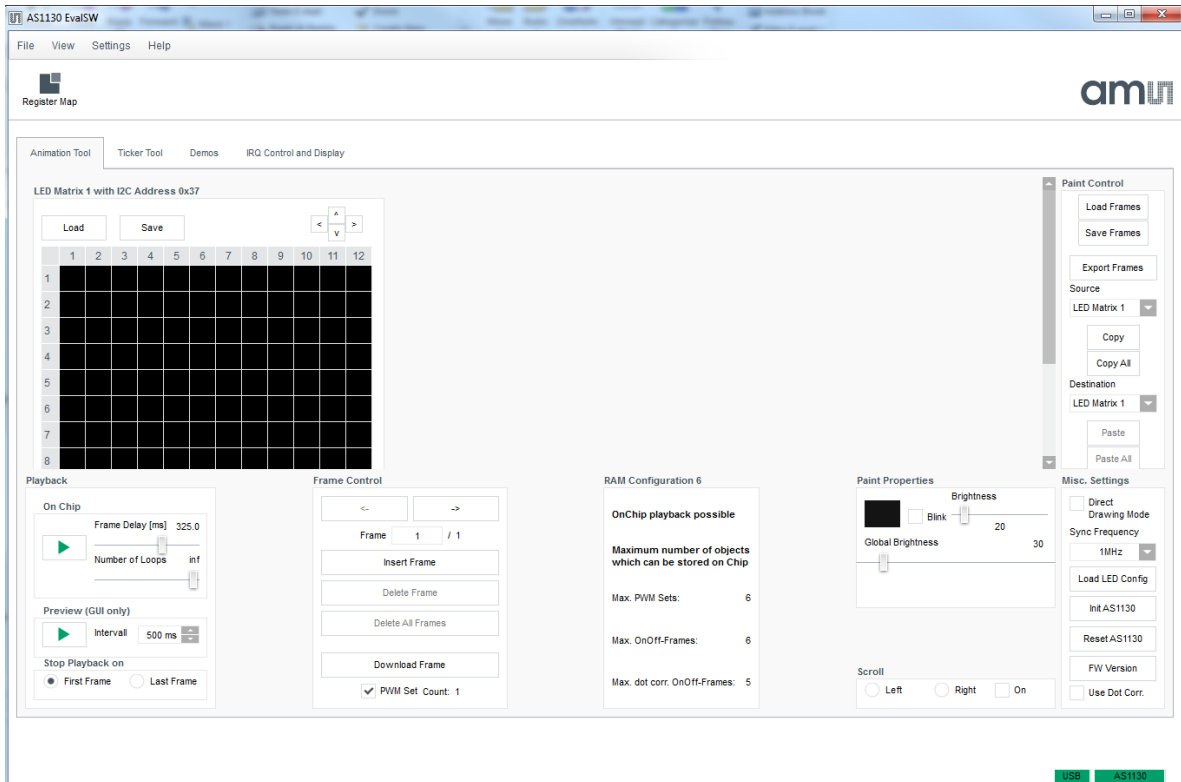 AS1130 EvalSW
File View Settings Help
Register Map
amu
Animation Tool Ticker Tool Demos IRQ Control and Display
LED Matrix 1 with I2C Address 0x37
Load Save
< ^ v >
1 2 3 4 5 6 7 8 9 10 11 12
1
2
3
4
5
6
7
8
Paint Control
Load Frames
Save Frames
Export Frames
Source
LED Matrix 1
Copy
Copy All
Destination
LED Matrix 1
Paste
Paste All
Playback
On Chip
Frame Delay [ms] 325.0
Number of Loops inf
Preview (GUI only)
Intervall 500 ms
Stop Playback on
First Frame Last Frame
Frame Control
<- ->
Frame 1 / 1
Insert Frame
Delete Frame
Delete All Frames
Download Frame
PWM Set Count: 1
RAM Configuration 6
OnChip playback possible
Maximum number of objects
which can be stored on Chip
Max. PWM Sets: 6
Max. OnOff-Frames: 6
Max. dot corr. OnOff-Frames: 5
Paint Properties
Brightness
Blink
20
Global Brightness 30
Scroll
Left Right On
Misc. Settings
Direct
Drawing Mode
Sync Frequency
1MHz
Load LED Config
Init AS1130
Reset AS1130
FW Version
Use Dot Corr.
USB AS1130